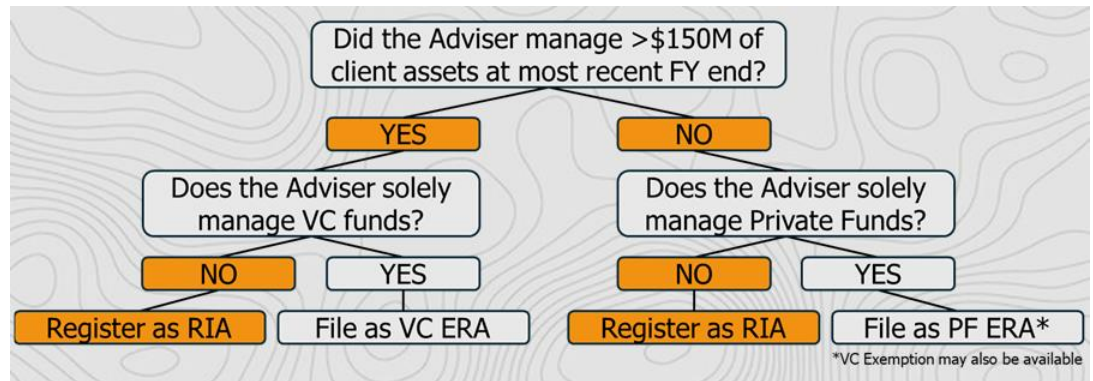 Did the Adviser manage >$150M of
client assets at most recent FY end?
YES
NO
Does the Adviser solely
manage VC funds?
Does the Adviser solely
manage Private Funds?
NO
YES
NO
YES
Register as RIA
File as VC ERA
Register as RIA
File as PF ERA*
*VC Exemption may also be available